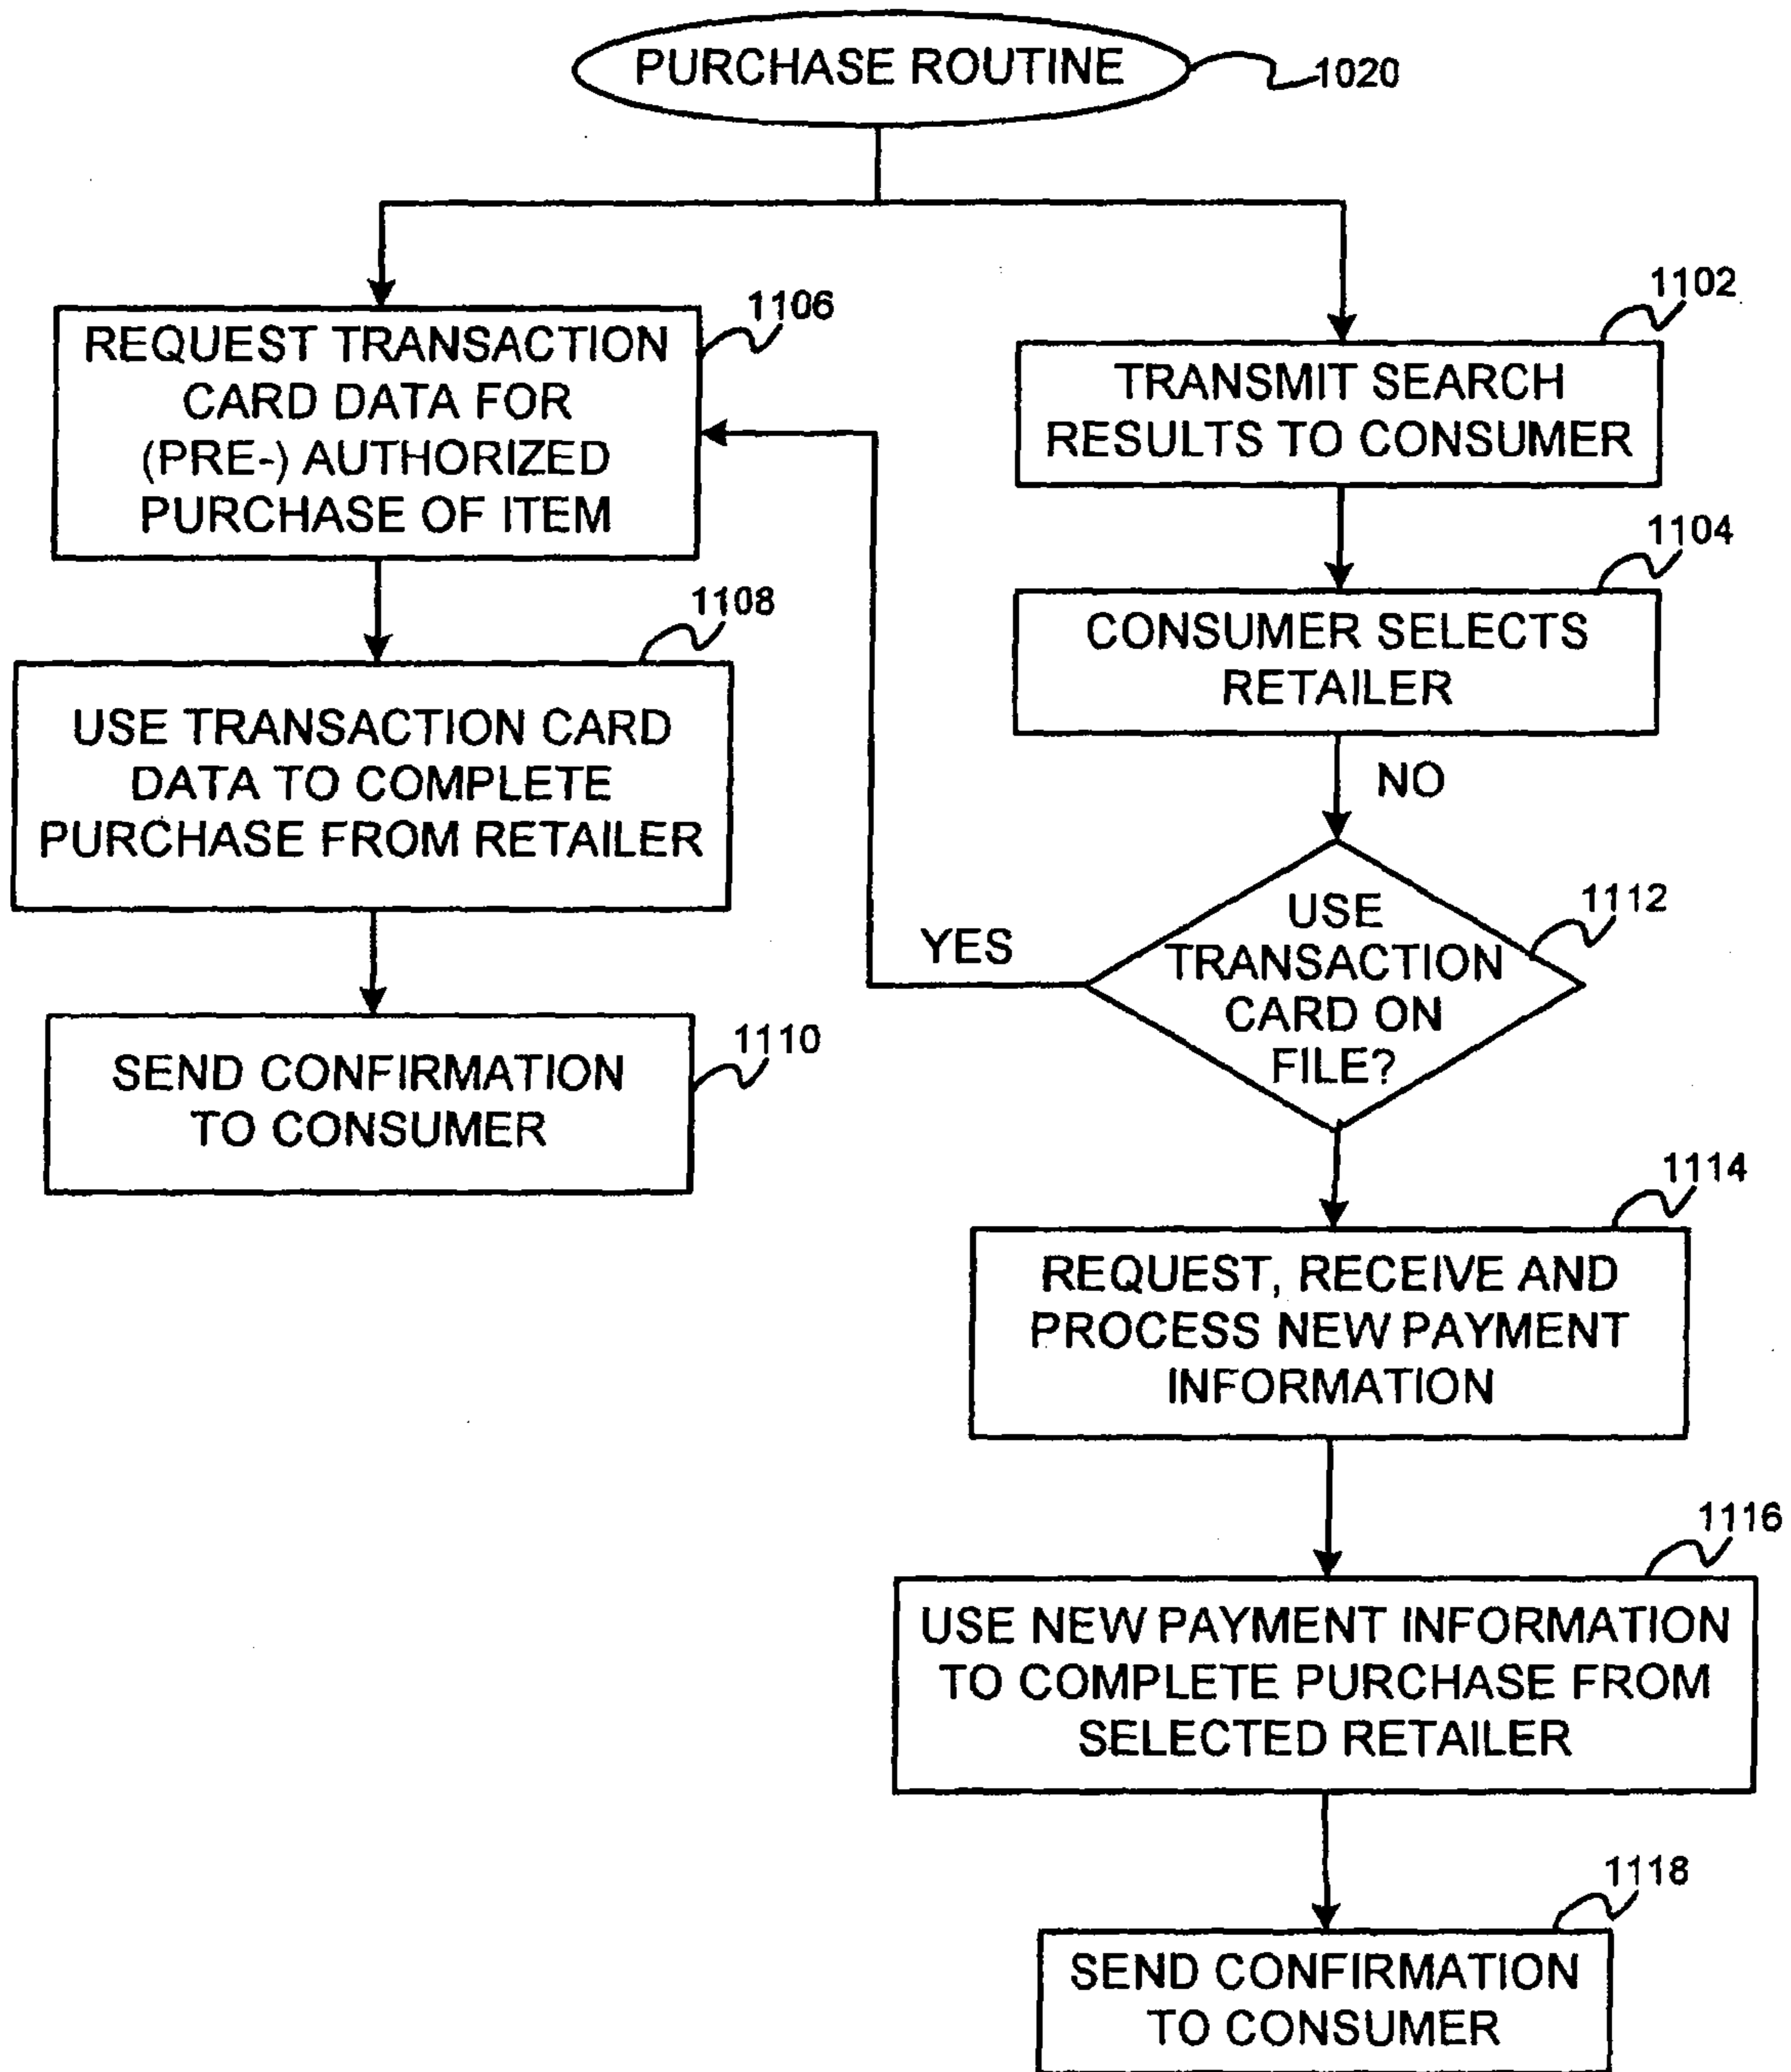 PURCHASE ROUTINE
1020
1106
REQUEST TRANSACTION
CARD DATA FOR
(PRE-) AUTHORIZED
PURCHASE OF ITEM
1102
TRANSMIT SEARCH
RESULTS TO CONSUMER
1104
CONSUMER SELECTS
RETAILER
1108
USE TRANSACTION CARD
DATA TO COMPLETE
PURCHASE FROM RETAILER
NO
1112
USE
TRANSACTION
CARD ON
FILE?
YES
1110
SEND CONFIRMATION
TO CONSUMER
1114
REQUEST, RECEIVE AND
PROCESS NEW PAYMENT
INFORMATION
1116
USE NEW PAYMENT INFORMATION
TO COMPLETE PURCHASE FROM
SELECTED RETAILER
1118
SEND CONFIRMATION
TO CONSUMER